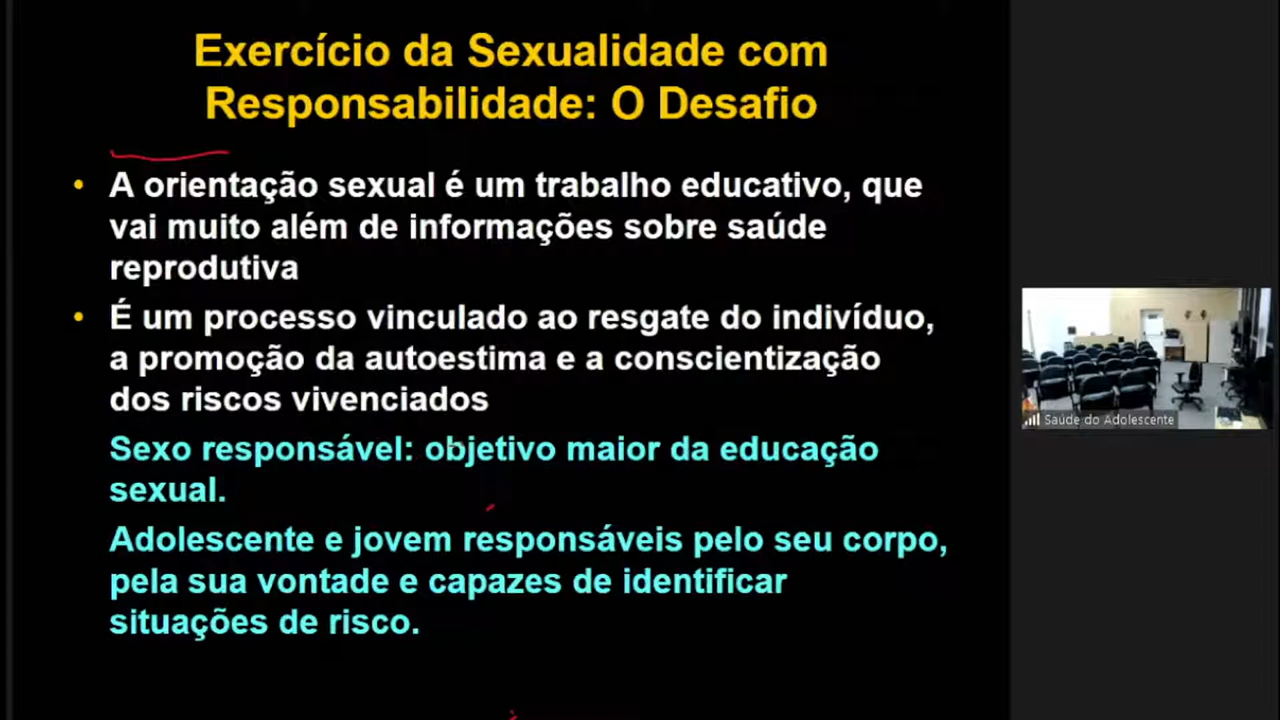 Exercício da Sexualidade com
Responsabilidade: O Desafio
• A orientação sexual é um trabalho educativo, que
vai muito além de informações sobre saúde
reprodutiva
• É um processo vinculado ao resgate do indivíduo,
a promoção da autoestima e a conscientização
dos riscos vivenciados
Sexo responsável: objetivo maior da educação
sexual.
Adolescente e jovem responsáveis pelo seu corpo,
pela sua vontade e capazes de identificar
situações de risco.
Saúde do Adolescente